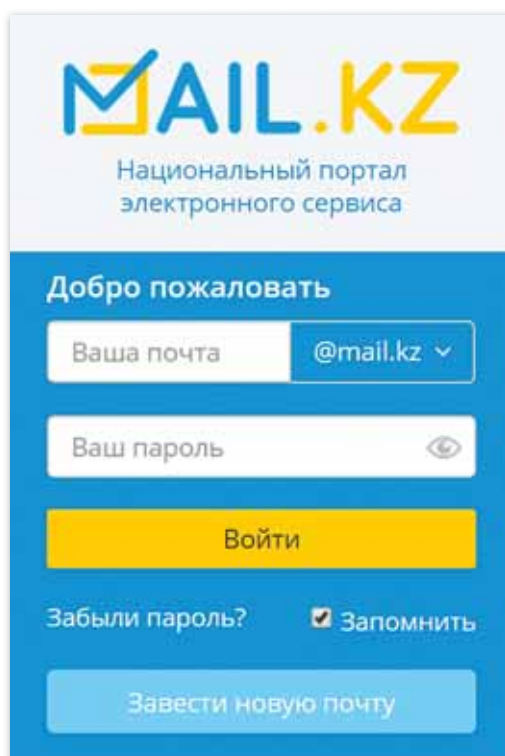 MAIL.KZ
Национальный портал
электронного сервиса
Добро пожаловать
Ваша почта @mail.kz
Ваш пароль
Войти
Забыли пароль? Запомнить
Завести новую почту